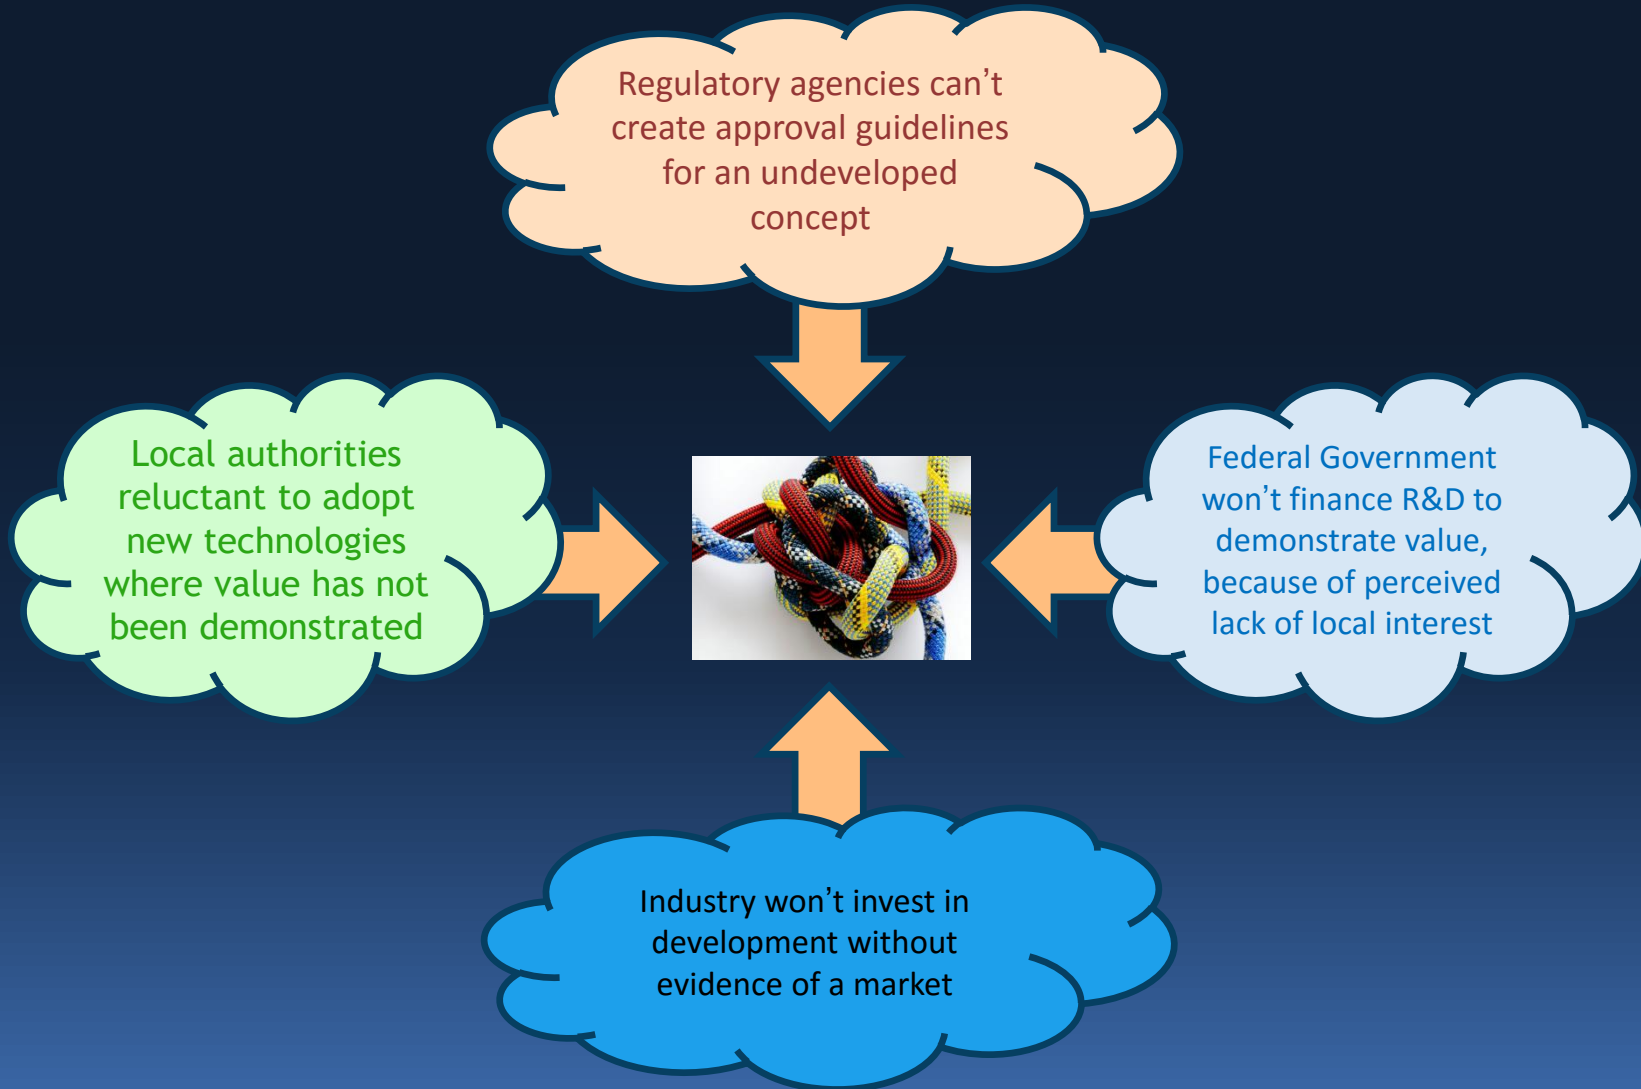 Regulatory agencies can’t
create approval guidelines
for an undeveloped
concept
Local authorities
reluctant to adopt
new technologies
where value has not
been demonstrated
Federal Government
won’t finance R&D to
demonstrate value,
because of perceived
lack of local interest
Industry won’t invest in
development without
evidence of a market